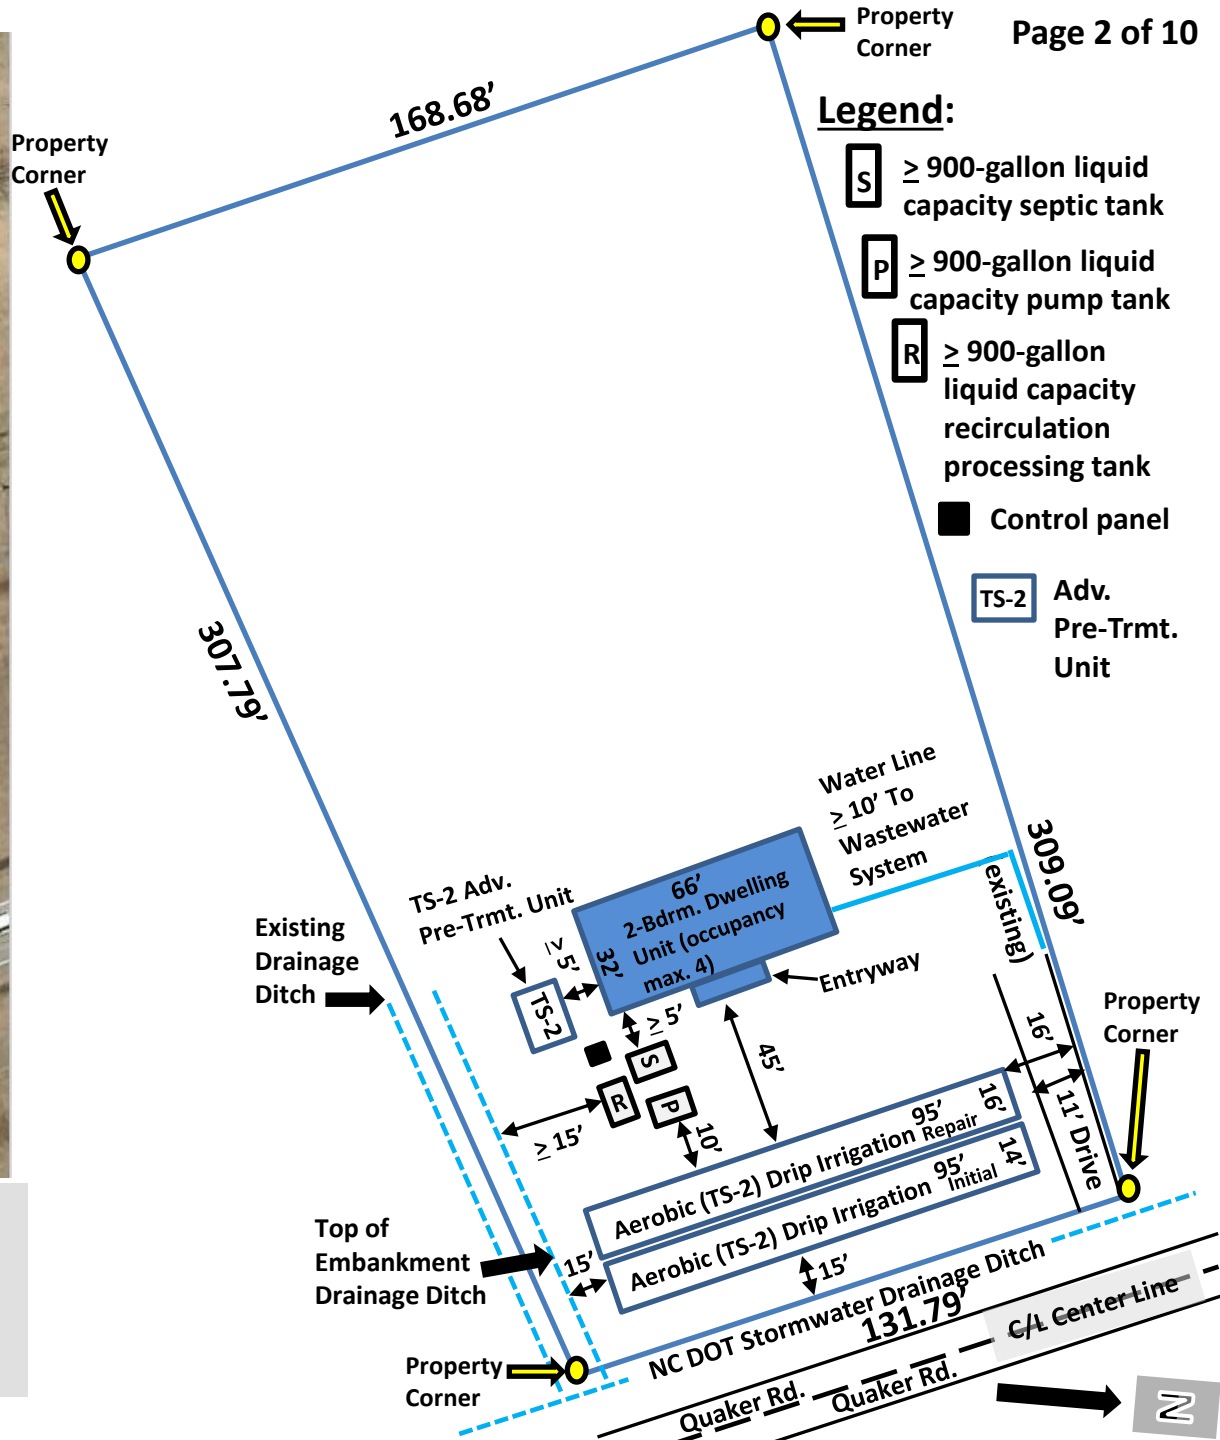 Property
Corner
Page 2 of 10
168.68’
Property
Corner
Legend:
S
≥ 900-gallon liquid
capacity septic tank
P
≥ 900-gallon liquid
capacity pump tank
R
≥ 900-gallon
liquid capacity
recirculation
processing tank
Control panel
TS-2
Adv.
Pre-Trmt.
Unit
307.79’
309.09’
Water Line
≥ 10’ To
Wastewater
System
existing)
TS-2 Adv.
Pre-Trmt. Unit
≥ 5’
66’
32’
2-Bdrm. Dwelling
Unit (occupancy
max. 4)
Entryway
Existing
Drainage
Ditch
TS-2
≥ 5’
S
R
P
≥ 15’
10’
45’
16’
11’ Drive
Property
Corner
Aerobic (TS-2) Drip Irrigation
95’
Repair
16’
Aerobic (TS-2) Drip Irrigation
95’
Initial
14’
Top of
Embankment
Drainage Ditch
15’
15’
NC DOT Stormwater Drainage Ditch
131.79’
C/L Center Line
Property
Corner
Quaker Rd.
Quaker Rd.
N